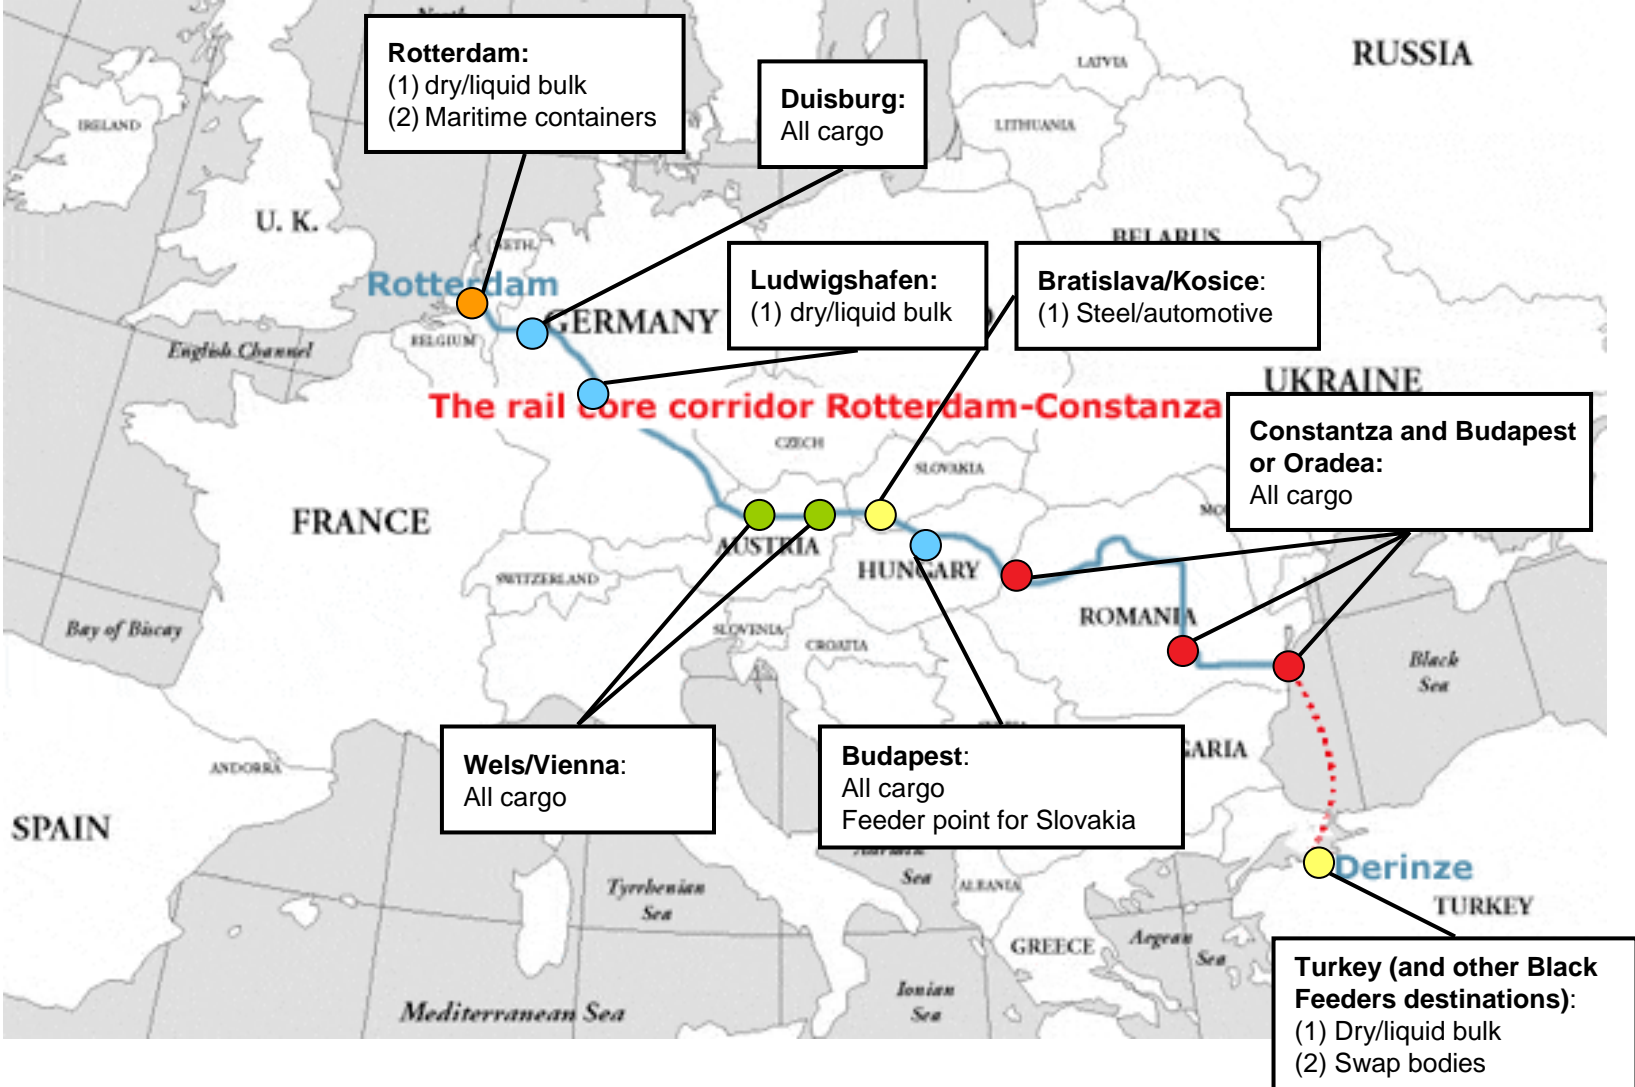 North
RUSSIA
LATVIA
Rotterdam:
(1) dry/liquid bulk
(2) Maritime containers
Duisburg:
All cargo
IRELAND
LITHUANIA
U. K.
NETH.
BELARUS
Rotterdam
Ludwigshafen:
(1) dry/liquid bulk
Bratislava/Kosice:
(1) Steel/automotive
GERMANY
BELGIUM
English Channel
UKRAINE
The rail core corridor Rotterdam-Constanza
CZECH
SLOVAKIA
Constantza and Budapest
or Oradea:
All cargo
FRANCE
AUSTRIA
HUNGARY
SWITZERLAND
ROMANIA
Bay of Biscay
SLOVENIA
CROATIA
Black
Sea
Wels/Vienna:
All cargo
Budapest:
All cargo
Feeder point for Slovakia
GARIA
ANDORRA
SPAIN
Derinze
Tyrrhenian
Sea
Sea
ALBANIA
TURKEY
GREECE
Aegean
Sea
Turkey (and other Black
Feeders destinations):
(1) Dry/liquid bulk
(2) Swap bodies
Ionian
Sea
Mediterranean Sea